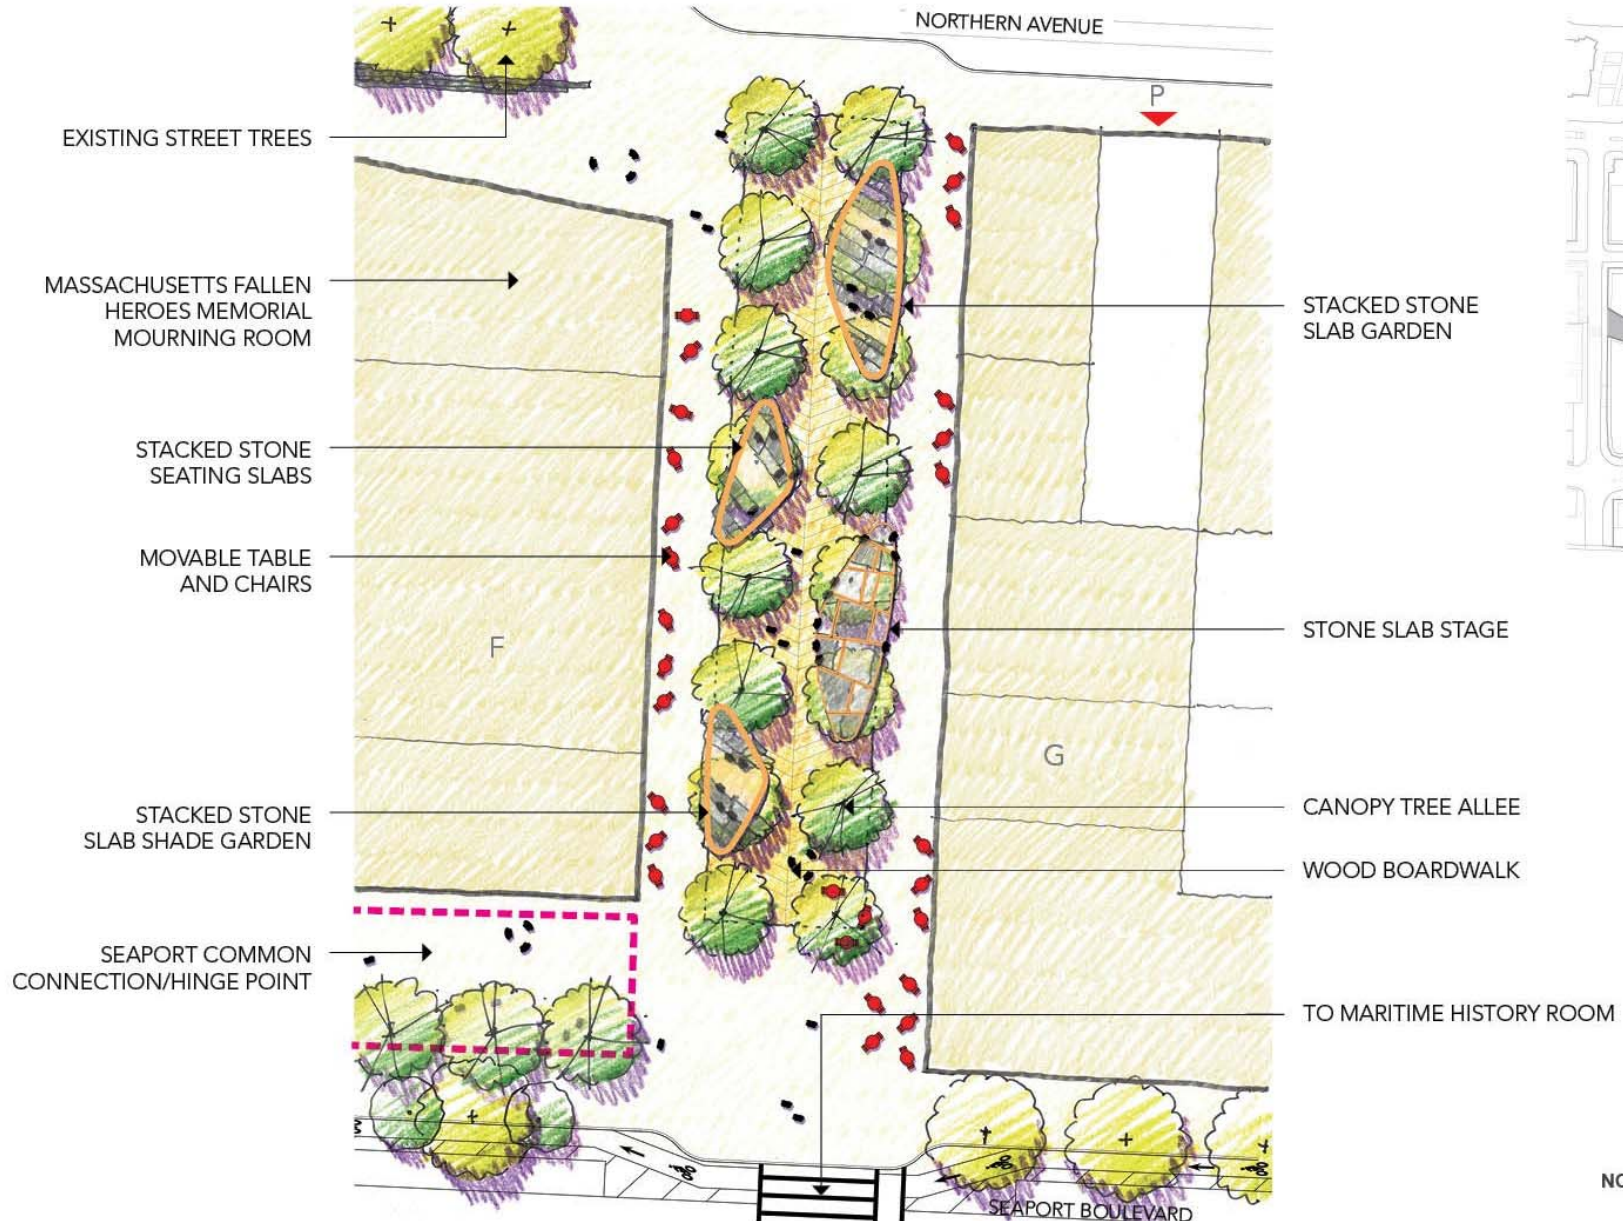 NORTHERN AVENUE
P
EXISTING STREET TREES
MASSACHUSETTS FALLEN
HEROES MEMORIAL
MOURNING ROOM
STACKED STONE
SLAB GARDEN
STACKED STONE
SEATING SLABS
MOVABLE TABLE
AND CHAIRS
F
STONE SLAB STAGE
G
STACKED STONE
SLAB SHADE GARDEN
CANOPY TREE ALLEE
WOOD BOARDWALK
SEAPORT COMMON
CONNECTION/HINGE POINT
TO MARITIME HISTORY ROOM
SEAPORT BOULEVARD